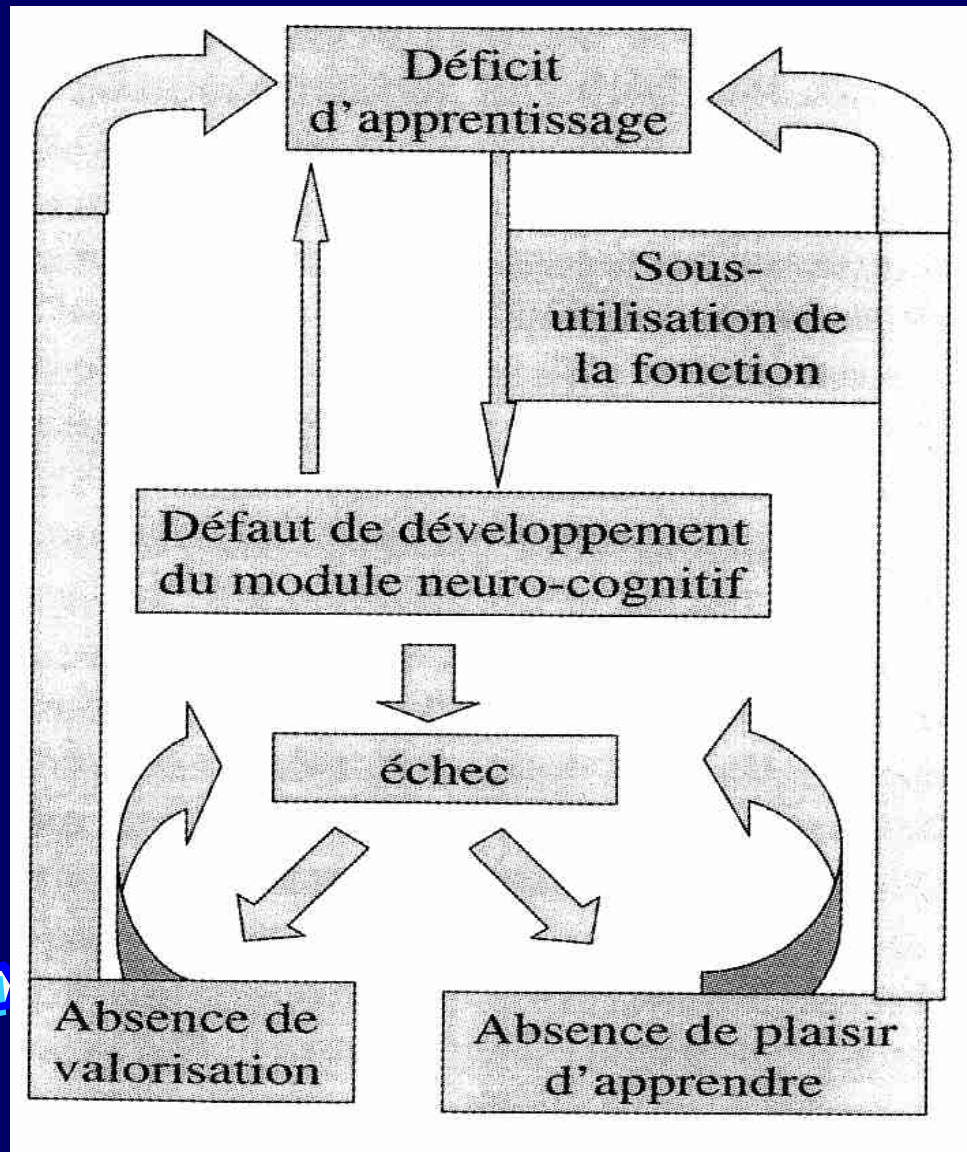 Déficit
d'apprentissage
Sous-
utilisation de
la fonction
Défaut de développement
du module neuro-cognitif
échec
Absence de
valorisation
Absence de plaisir
d'apprendre